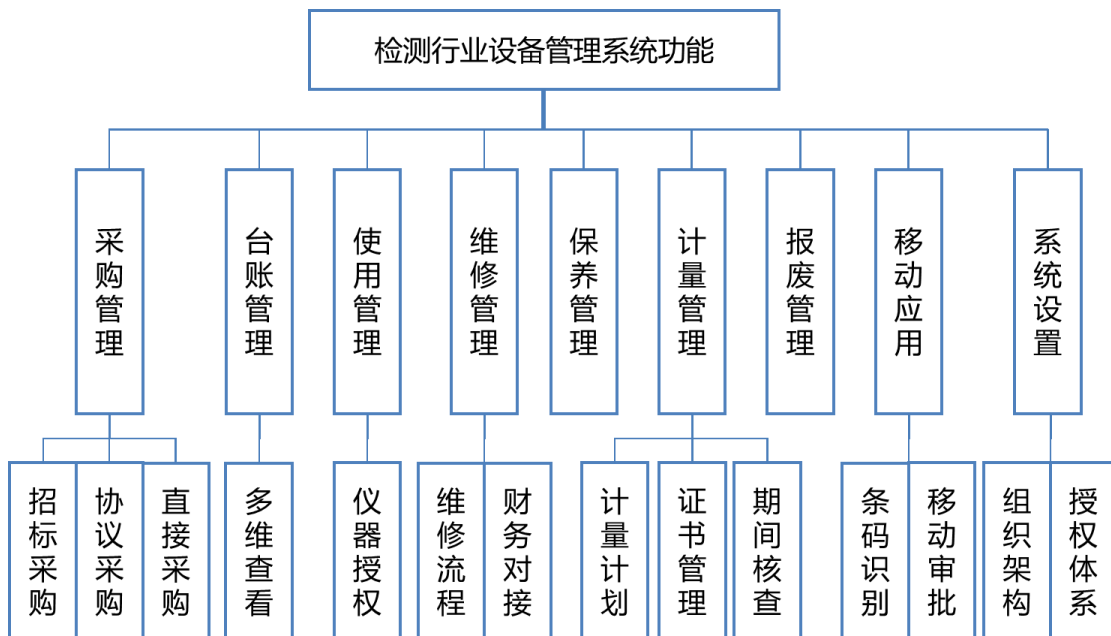 检测行业设备管理系统功能
采购管理
台账管理
使用管理
维修管理
保养管理
计量管理
报废管理
移动应用
系统设置
招标采购
协议采购
直接采购
多维查看
仪器授权
维修流程
财务对接
计量计划
证书管理
期间核查
条码识别
移动审批
组织架构
授权体系